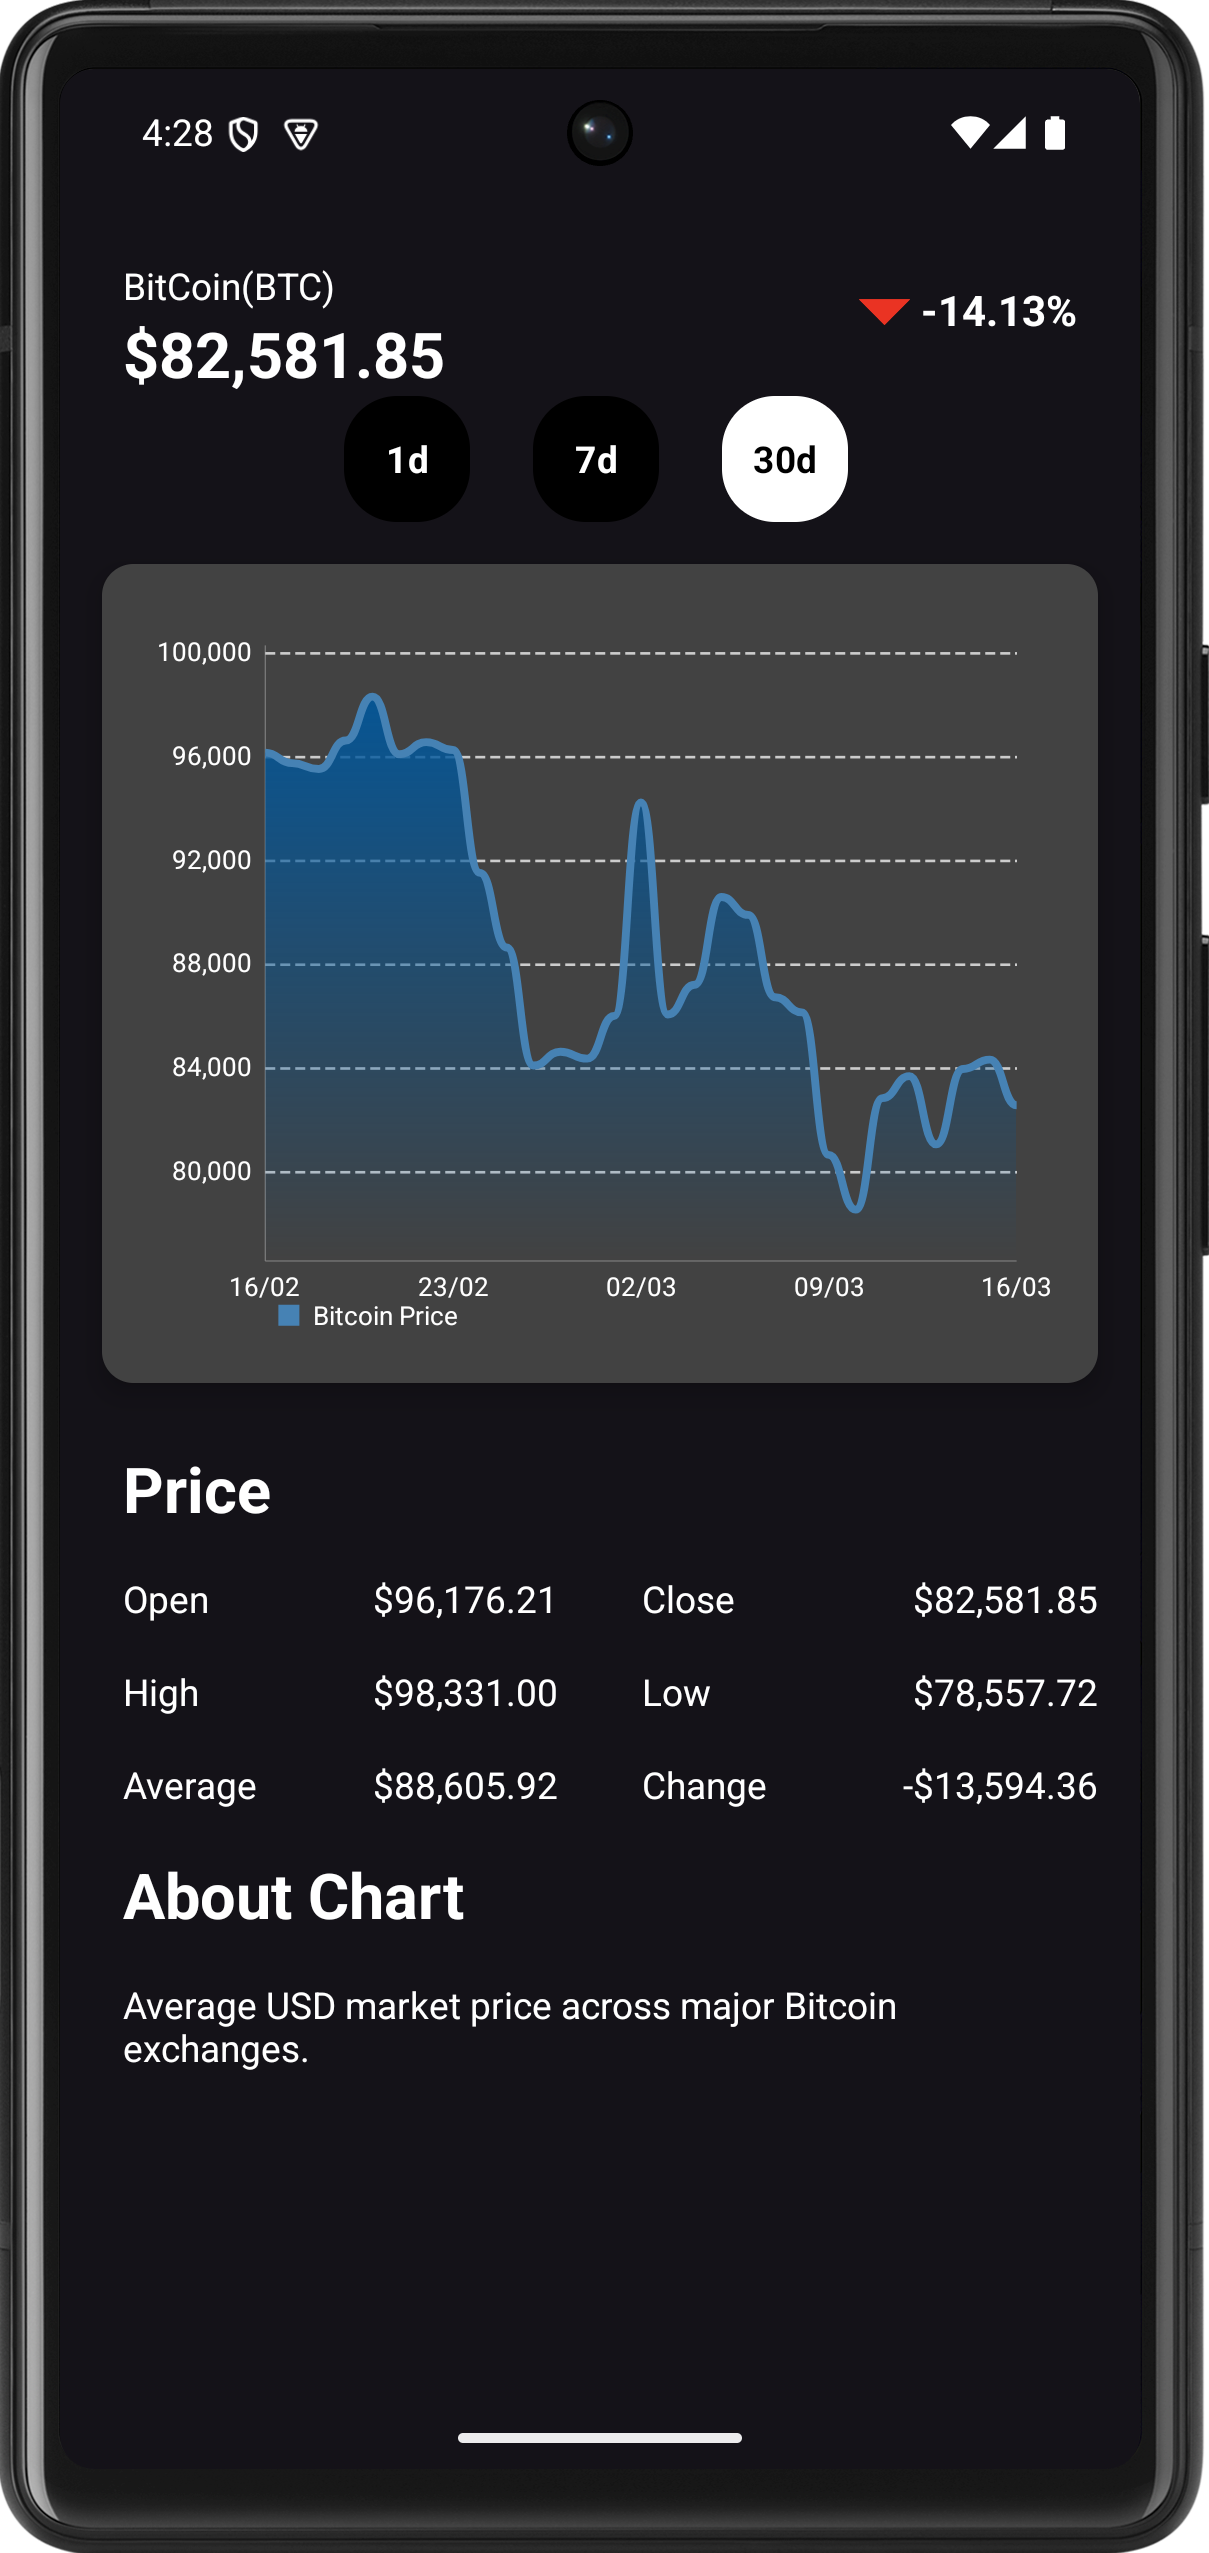 4:28
BitCoin(BTC)
$82,581.85
-14.13%
1d 7d 30d
100,000
96,000
92,000
88,000
84,000
80,000
16/02 23/02 02/03 09/03 16/03
Bitcoin Price
Price
Open $96,176.21 Close $82,581.85
High $98,331.00 Low $78,557.72
Average $88,605.92 Change -$13,594.36
About Chart
Average USD market price across major Bitcoin
exchanges.